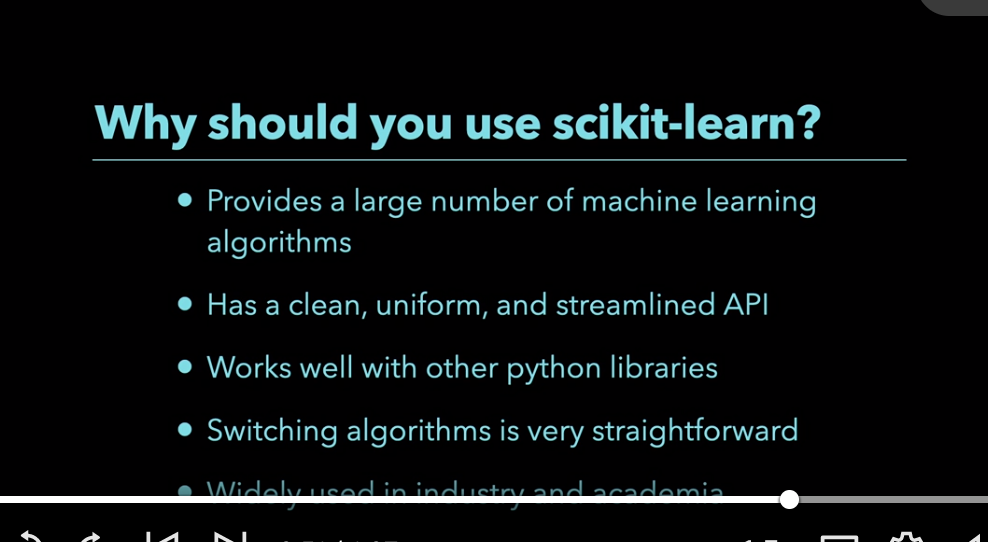 Why should you use scikit-learn?
• Provides a large number of machine learning
algorithms
• Has a clean, uniform, and streamlined API
• Works well with other python libraries
• Switching algorithms is very straightforward
• Widely used in industry and academia